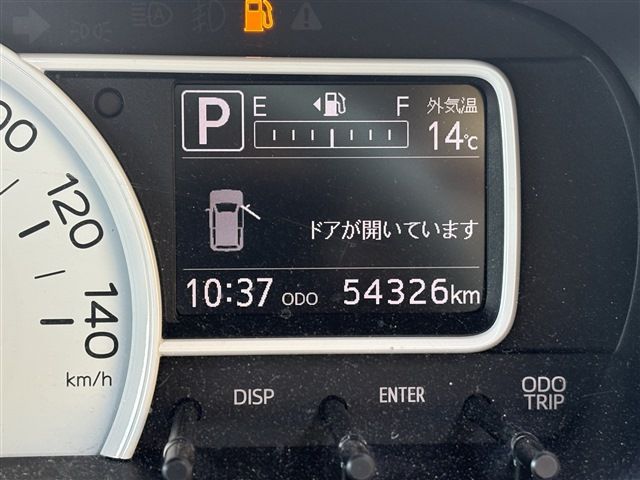 P E F 外気温
14℃
ドアが開いています
10:37 ODO 54326km
120
140
km/h
DISP ENTER ODO
TRIP